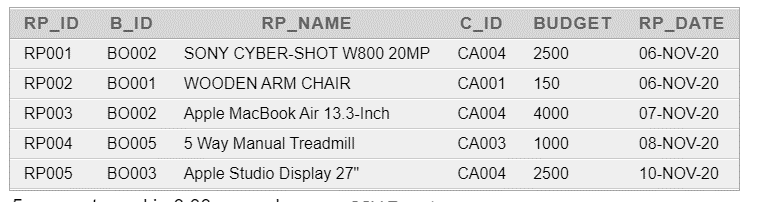 RP_ID B_ID RP_NAME C_ID BUDGET RP_DATE
RP001 BO002 SONY CYBER-SHOT W800 20MP CA004 2500 06-NOV-20
RP002 BO001 WOODEN ARM CHAIR CA001 150 06-NOV-20
RP003 BO002 Apple MacBook Air 13.3-Inch CA004 4000 07-NOV-20
RP004 BO005 5 Way Manual Treadmill CA003 1000 08-NOV-20
RP005 BO003 Apple Studio Display 27" CA004 2500 10-NOV-20